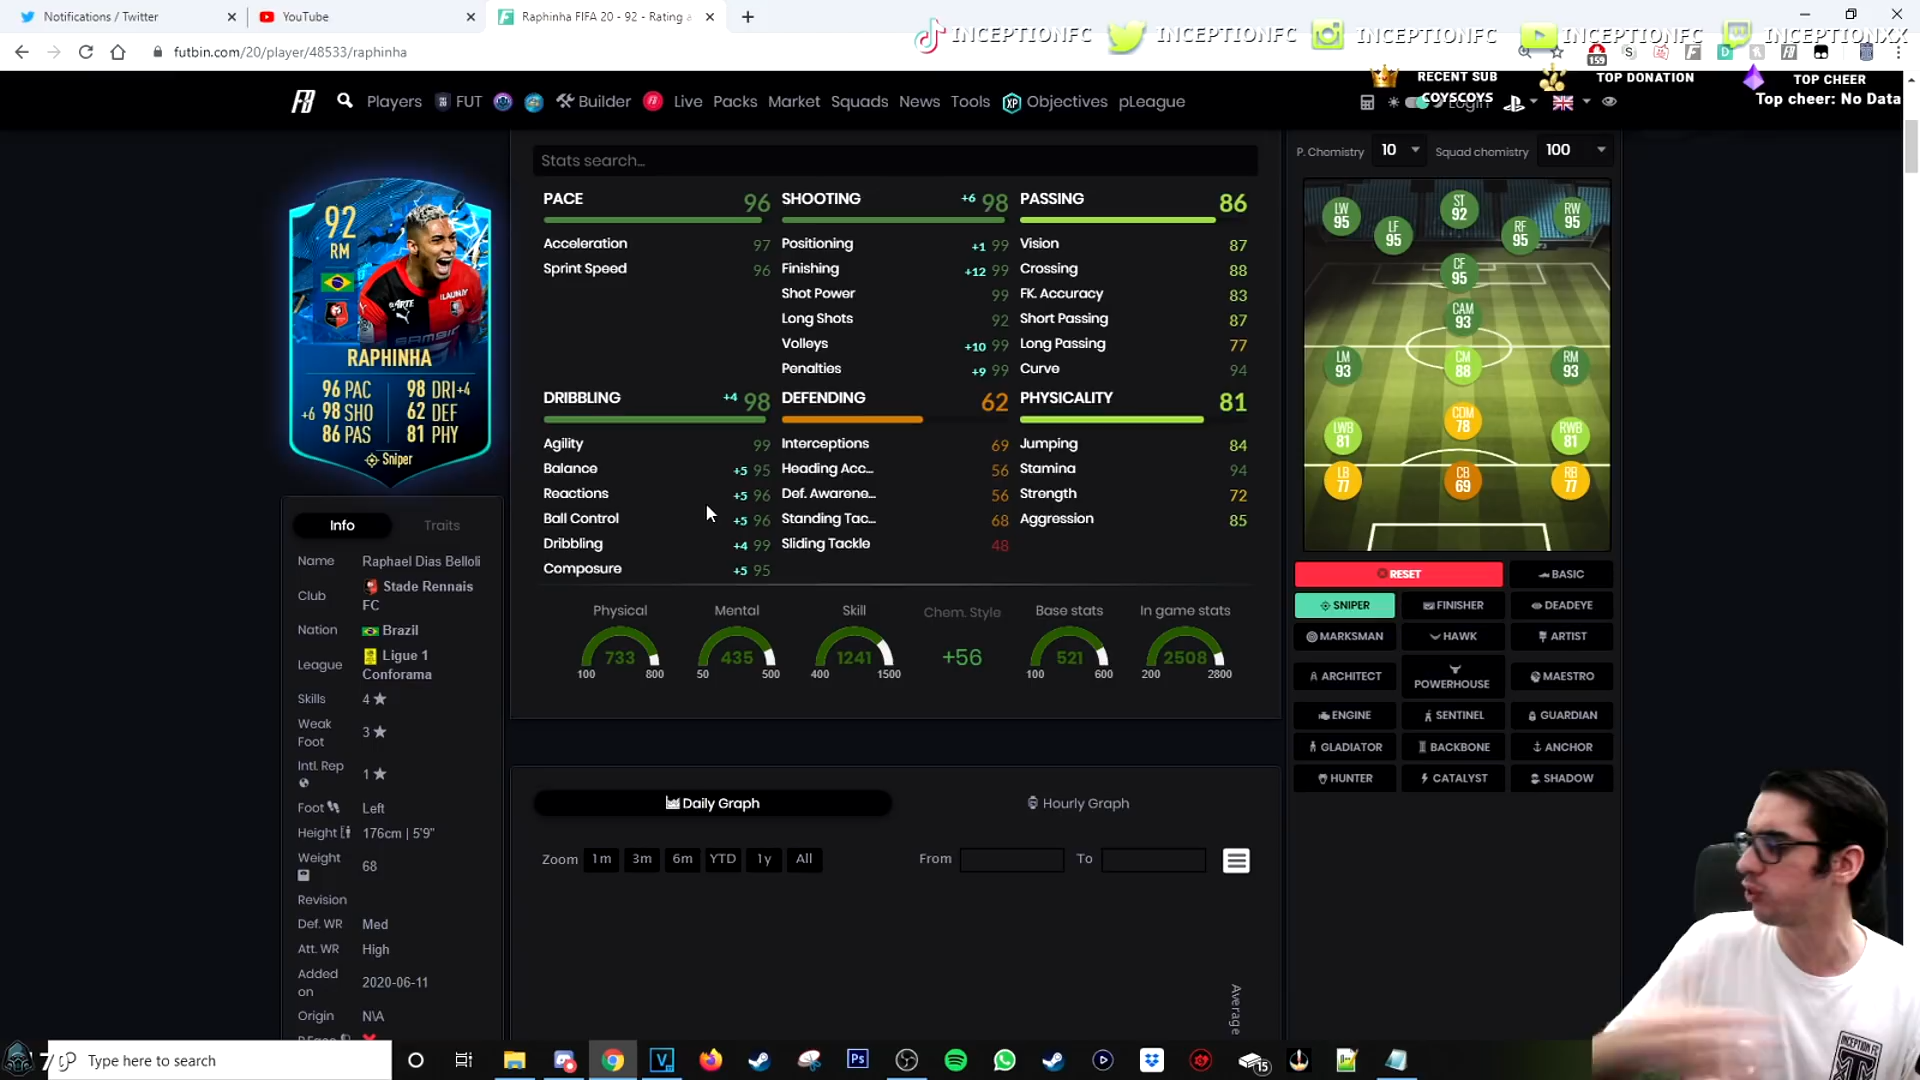 Notifications / Twitter
YouTube
Raphinha FIFA 20 - 92 - Rating a
futbin.com/20/player/48533/raphinha
INCEPTIONFC INCEPTIONFC INCEPTIONFC INCEPTIONFC INCEPTIONXX
159
Players FUT Builder Live Packs Market Squads News Tools XP Objectives pLeague
Login
RECENT SUB
COYSCOYS
TOP DONATION
TOP CHEER
Top cheer: No Data
92
RM
RAPHINHA
96 PAC 98 DRI+4
+6 98 SHO 62 DEF
86 PAS 81 PHY
Sniper
Info Traits
Name Raphael Dias Belloli
Club Stade Rennais FC
Nation Brazil
League Ligue 1 Conforama
Skills 4
Weak Foot 3
Intl. Rep 1
Foot Left
Height 176cm | 5'9"
Weight 68
Revision
Def. WR Med
Att. WR High
Added on 2020-06-11
Origin N\A
Stats search...
PACE 96
Acceleration 97
Sprint Speed 96
SHOOTING +6 98
Positioning +1 99
Finishing +12 99
Shot Power 99
Long Shots 92
Volleys +10 99
Penalties +9 99
PASSING 86
Vision 87
Crossing 88
FK. Accuracy 83
Short Passing 87
Long Passing 77
Curve 94
DRIBBLING +4 98
Agility 99
Balance +5 95
Reactions +5 96
Ball Control +5 96
Dribbling +4 99
Composure +5 95
DEFENDING 62
Interceptions 69
Heading Acc... 56
Def. Awarene... 56
Standing Tac... 68
Sliding Tackle 48
PHYSICALITY 81
Jumping 84
Stamina 94
Strength 72
Aggression 85
Physical 733 100 800
Mental 435 50 500
Skill 1241 400 1500
Chem. Style +56
Base stats 521 100 600
In game stats 2508 200 2800
Daily Graph Hourly Graph
Zoom 1m 3m 6m YTD 1y All From To
Average
P. Chemistry 10 Squad chemistry 100
LW 95
ST 92
RW 95
LF 95
RF 95
CF 95
CAM 93
LM 93
CM 88
RM 93
CDM 78
LWB 81
RWB 81
LB 77
CB 69
RB 77
RESET BASIC
SNIPER FINISHER DEADEYE
MARKSMAN HAWK ARTIST
ARCHITECT POWERHOUSE MAESTRO
ENGINE SENTINEL GUARDIAN
GLADIATOR BACKBONE ANCHOR
HUNTER CATALYST SHADOW
INCEPTION FC
Type here to search
Ps
15